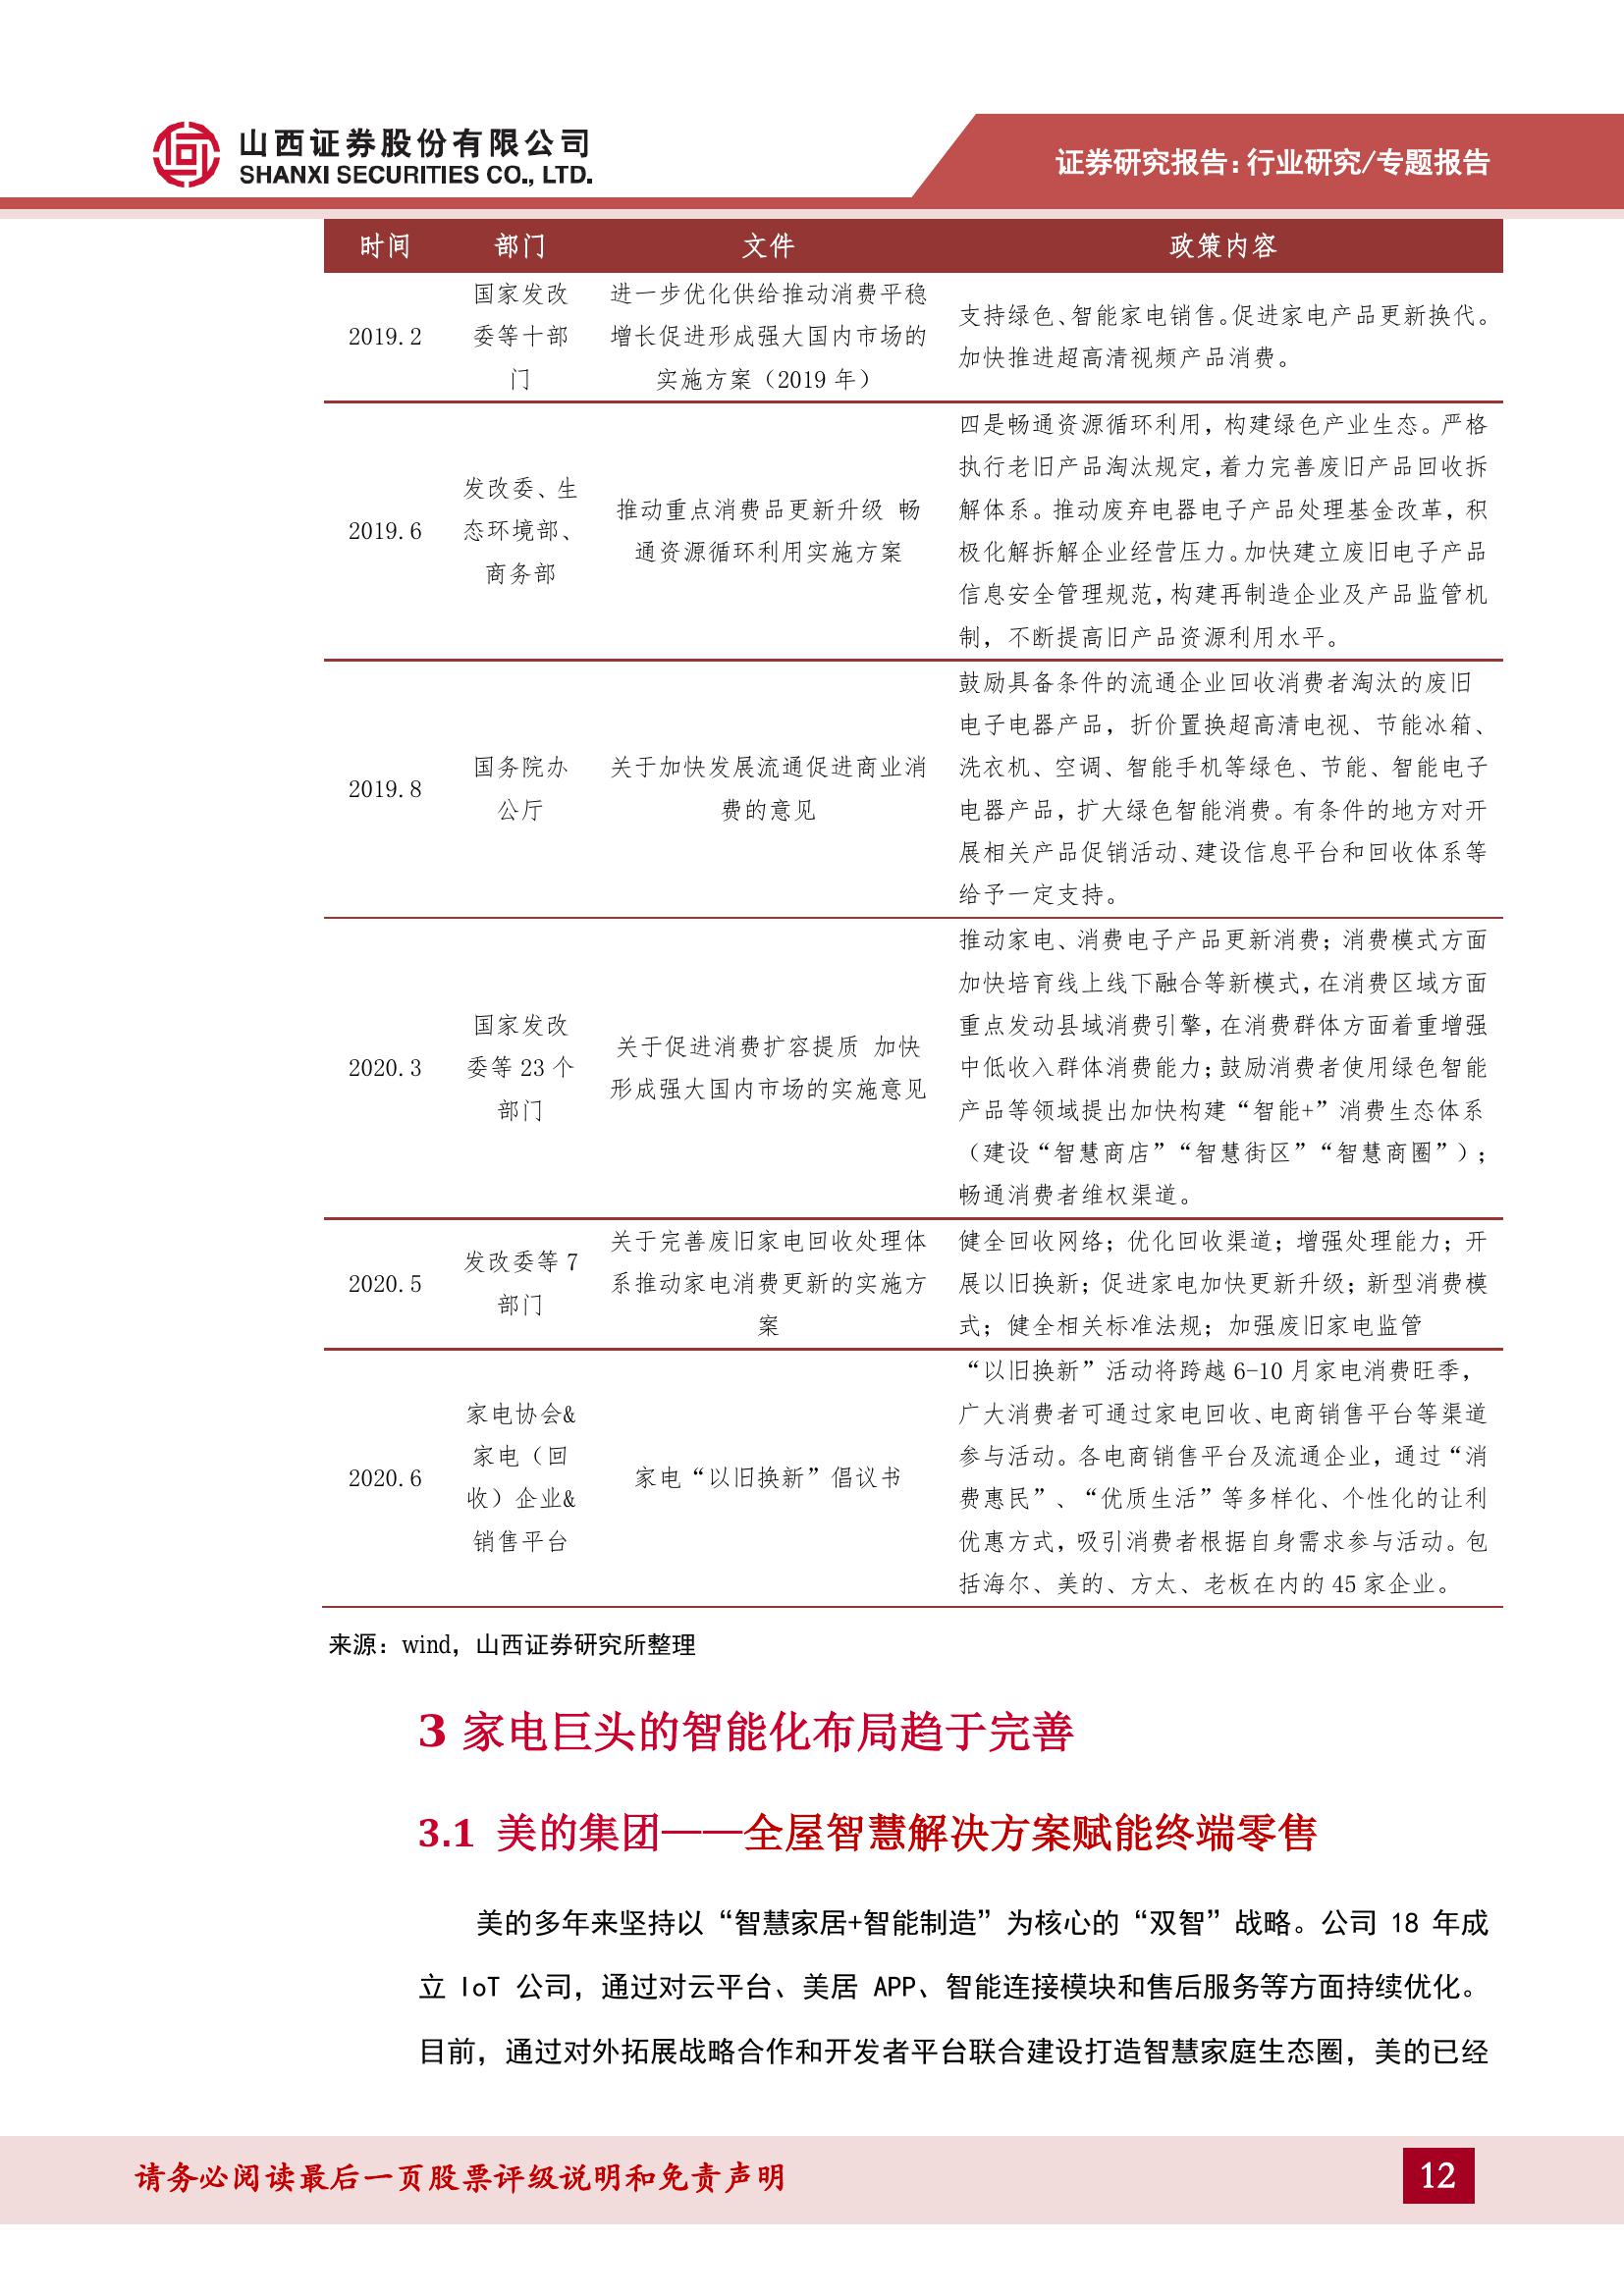 山西证券股份有限公司
SHANXI SECURITIES CO., LTD.
证券研究报告：行业研究/专题报告
时间 部门 文件 政策内容
2019.2
国家发改
委等十部
门
进一步优化供给推动消费平稳
增长促进形成强大国内市场的
实施方案（2019 年）
支持绿色、智能家电销售。促进家电产品更新换代。
加快推进超高清视频产品消费。
2019.6
发改委、生
态环境部、
商务部
推动重点消费品更新升级 畅
通资源循环利用实施方案
四是畅通资源循环利用，构建绿色产业生态。严格
执行老旧产品淘汰规定，着力完善废旧产品回收拆
解体系。推动废弃电器电子产品处理基金改革，积
极化解拆解企业经营压力。加快建立废旧电子产品
信息安全管理规范，构建再制造企业及产品监管机
制，不断提高旧产品资源利用水平。
2019.8
国务院办
公厅
关于加快发展流通促进商业消
费的意见
鼓励具备条件的流通企业回收消费者淘汰的废旧
电子电器产品，折价置换超高清电视、节能冰箱、
洗衣机、空调、智能手机等绿色、节能、智能电子
电器产品，扩大绿色智能消费。有条件的地方对开
展相关产品促销活动、建设信息平台和回收体系等
给予一定支持。
2020.3
国家发改
委等 23 个
部门
关于促进消费扩容提质 加快
形成强大国内市场的实施意见
推动家电、消费电子产品更新消费；消费模式方面
加快培育线上线下融合等新模式，在消费区域方面
重点发动县域消费引擎，在消费群体方面着重增强
中低收入群体消费能力；鼓励消费者使用绿色智能
产品等领域提出加快构建“智能+”消费生态体系
（建设“智慧商店”“智慧街区”“智慧商圈”）；
畅通消费者维权渠道。
2020.5
发改委等 7
部门
关于完善废旧家电回收处理体
系推动家电消费更新的实施方
案
健全回收网络；优化回收渠道；增强处理能力；开
展以旧换新；促进家电加快更新升级；新型消费模
式；健全相关标准法规；加强废旧家电监管
2020.6
家电协会&
家电（回
收）企业&
销售平台
家电“以旧换新”倡议书
“以旧换新”活动将跨越 6-10 月家电消费旺季，
广大消费者可通过家电回收、电商销售平台等渠道
参与活动。各电商销售平台及流通企业，通过“消
费惠民”、“优质生活”等多样化、个性化的让利
优惠方式，吸引消费者根据自身需求参与活动。包
括海尔、美的、方太、老板在内的 45 家企业。
来源：wind，山西证券研究所整理
3 家电巨头的智能化布局趋于完善
3.1 美的集团——全屋智慧解决方案赋能终端零售
美的多年来坚持以“智慧家居+智能制造”为核心的“双智”战略。公司 18 年成
立 IoT 公司，通过对云平台、美居 APP、智能连接模块和售后服务等方面持续优化。
目前，通过对外拓展战略合作和开发者平台联合建设打造智慧家庭生态圈，美的已经
请务必阅读最后一页股票评级说明和免责声明
12